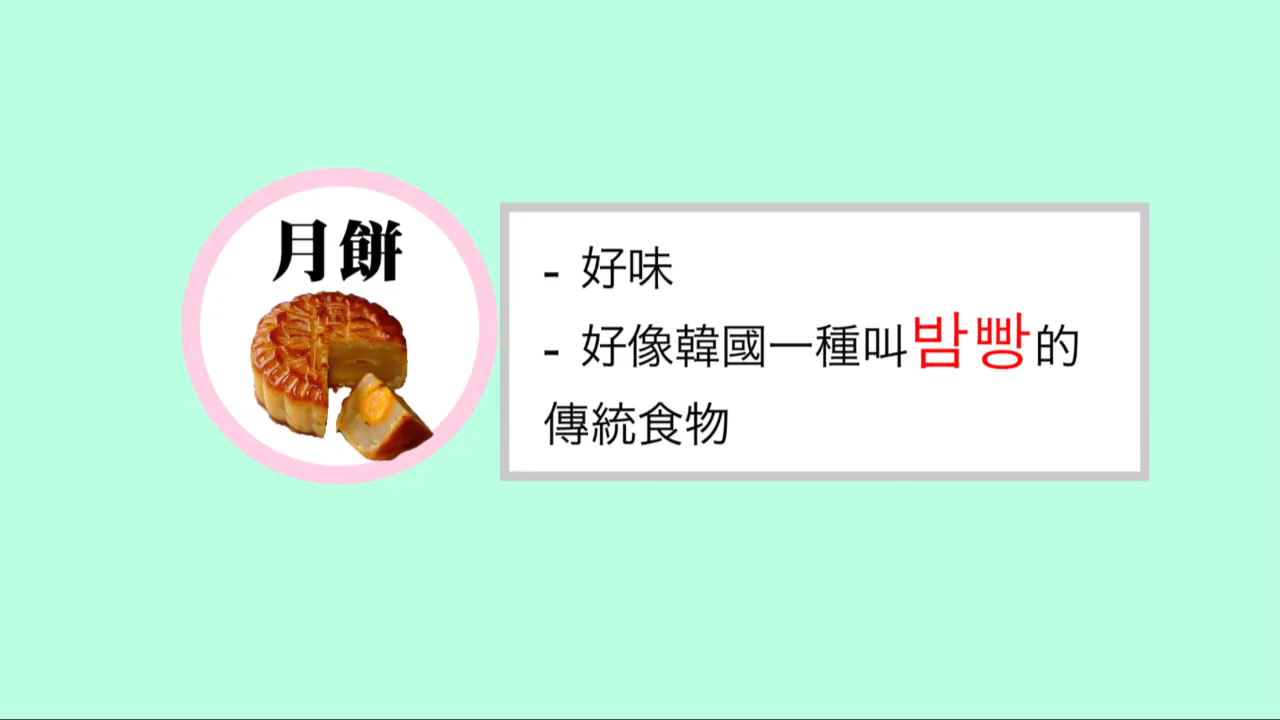 月餅
- 好味
- 好像韓國一種叫밤빵的
傳統食物